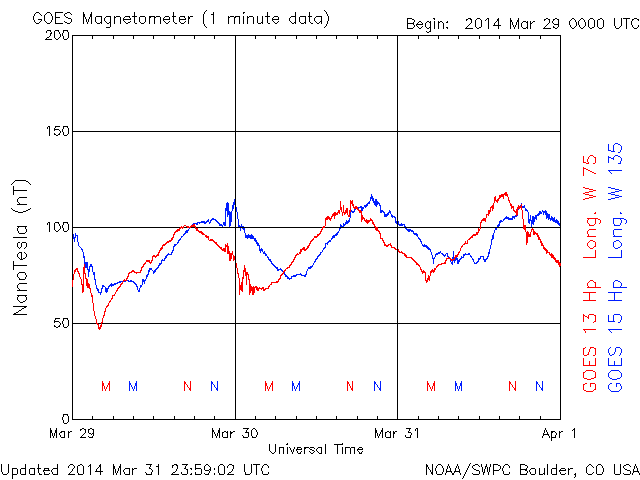 GOES Magnetometer (1 minute data)
Begin: 2014 Mar 29 0000 UTC
200
150
100
50
0
NanoTesla (nT)
M M N N M M N N M M N N
Mar 29 Mar 30 Mar 31 Apr 1
Universal Time
GOES 13 Hp Long. W 75
GOES 15 Hp Long. W 135
Updated 2014 Mar 31 23:59:02 UTC
NOAA/SWPC Boulder, CO USA